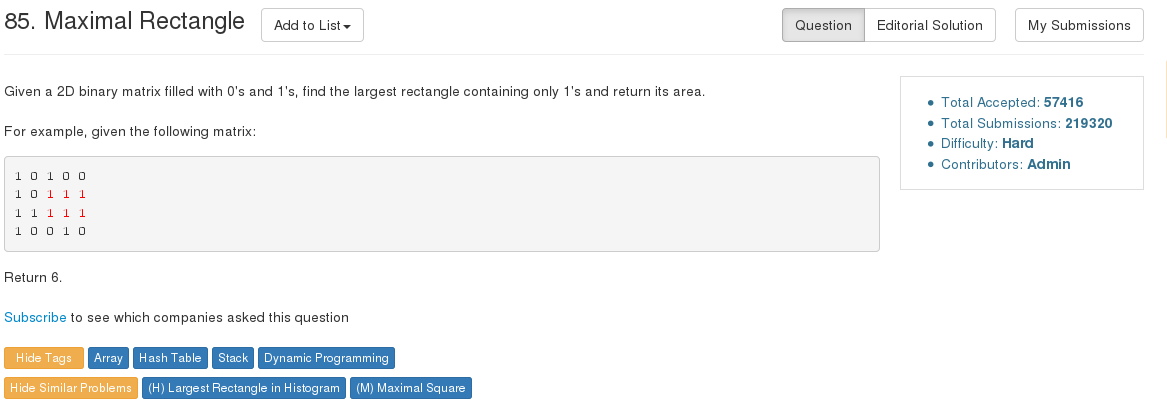 85. Maximal Rectangle Add to List Question Editorial Solution My Submissions
Given a 2D binary matrix filled with 0's and 1's, find the largest rectangle containing only 1's and return its area.
For example, given the following matrix:
1 0 1 0 0
1 0 1 1 1
1 1 1 1 1
1 0 0 1 0
Return 6.
Subscribe to see which companies asked this question
Hide Tags Array Hash Table Stack Dynamic Programming
Hide Similar Problems (H) Largest Rectangle in Histogram (M) Maximal Square
Total Accepted: 57416
Total Submissions: 219320
Difficulty: Hard
Contributors: Admin